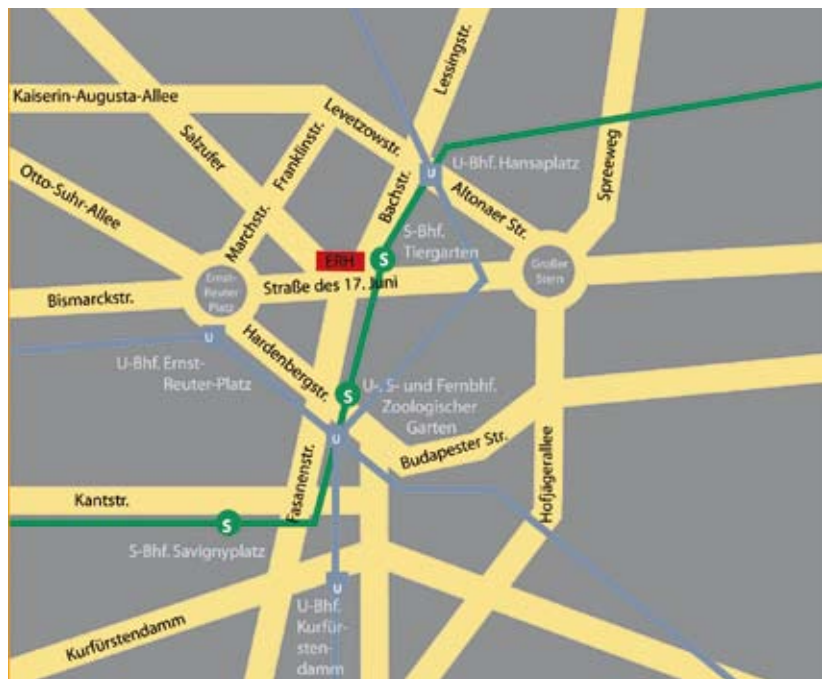 Lessingstr.
Kaiserin-Augusta-Allee
Levetzowstr.
Salzufer
Franklinstr.
U-Bhf. Hansaplatz
Spreeweg
Otto-Suhr-Allee
Marchstr.
Bachstr.
Altonaer Str.
S-Bhf.
Tiergarten
ERH
S
U
Ernst-
Reuter
Platz
Großer
Stern
Straße des 17. Juni
Bismarckstr.
U
U-Bhf. Ernst-
Reuter-Platz
Hardenbergstr.
S
U-, S- und Fernbhf.
Zoologischer
Garten
U
Budapester Str.
Fasanenstr.
Hofjägerallee
Kantstr.
S
S-Bhf. Savignyplatz
U
U-Bhf.
Kurfür-
sten-
damm
Kurfürstendamm